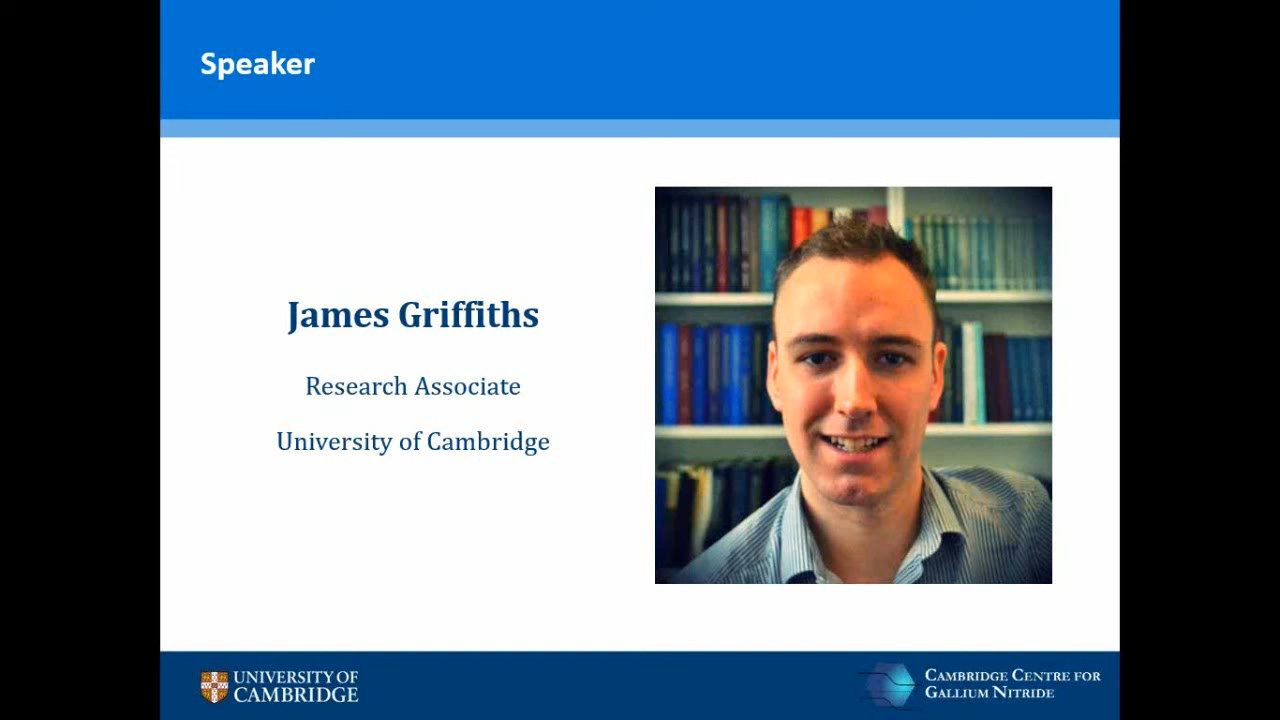 Speaker
James Griffiths
Research Associate
University of Cambridge
UNIVERSITY OF
CAMBRIDGE
CAMBRIDGE CENTRE FOR
GALLIUM NITRIDE